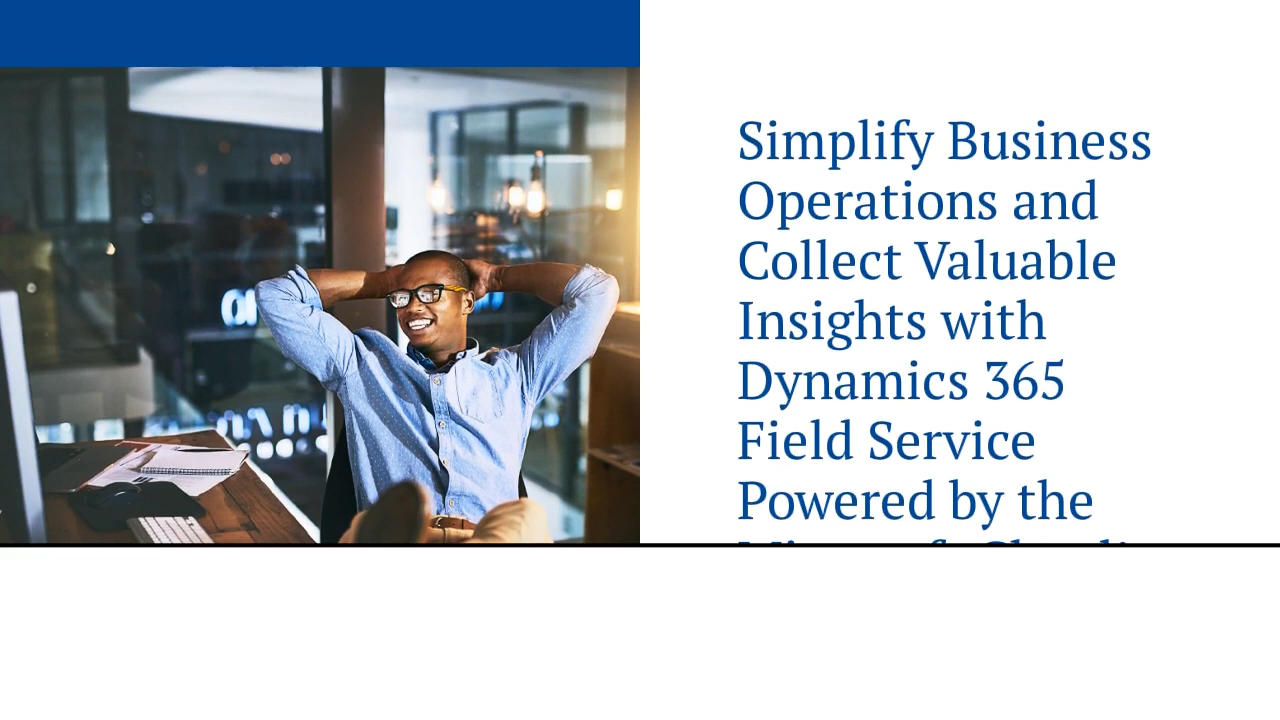 Simplify Business
Operations and
Collect Valuable
Insights with
Dynamics 365
Field Service
Powered by the